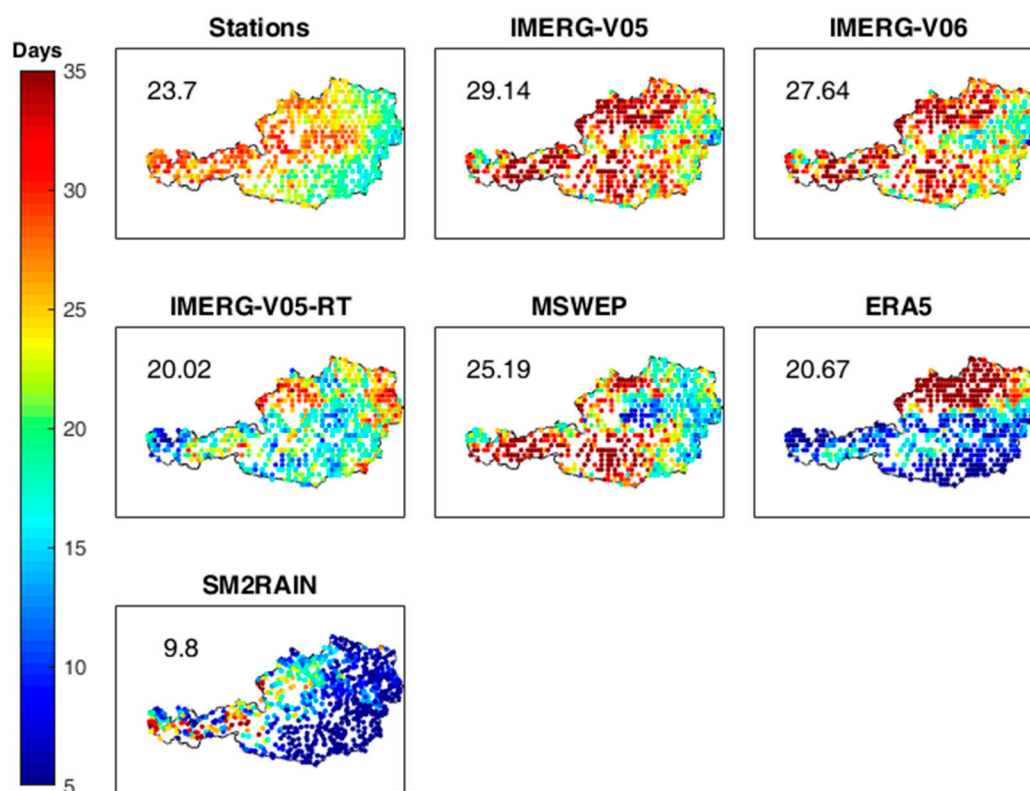 Stations
IMERG-V05
IMERG-V06
Days
35
23.7
29.14
27.64
30
25
IMERG-V05-RT
MSWEP
ERA5
20.02
25.19
20.67
20
15
SM2RAIN
9.8
10
5